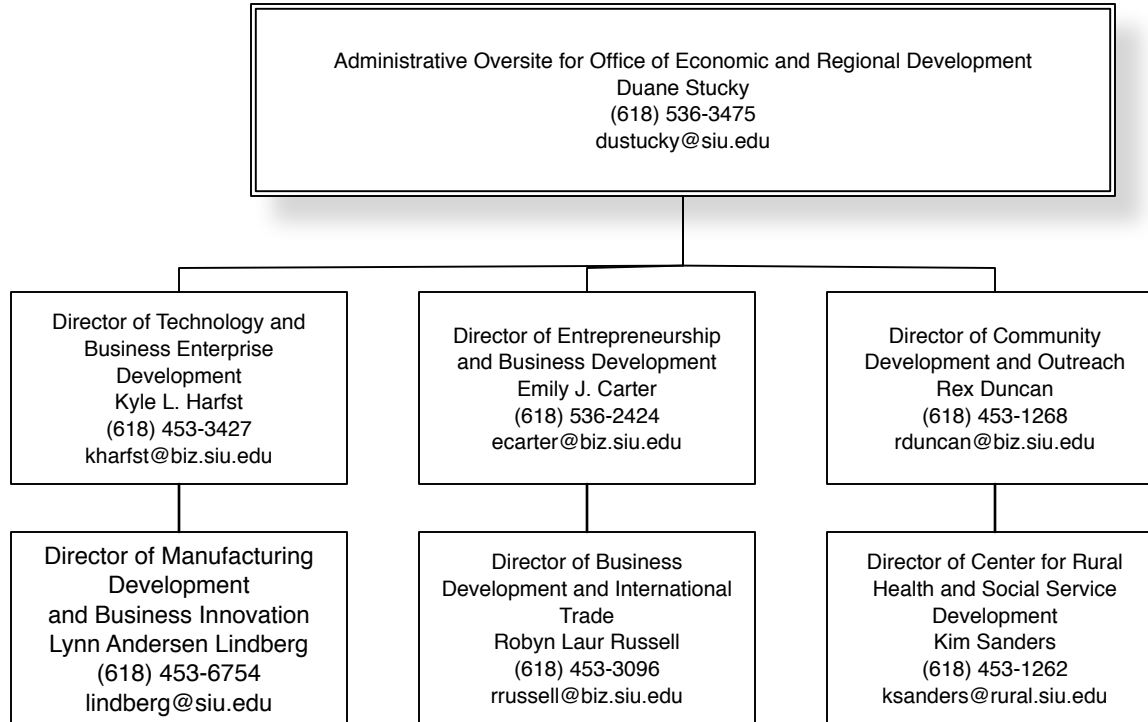 Administrative Oversite for Office of Economic and Regional Development
Duane Stucky
(618) 536-3475
dustucky@siu.edu
Director of Technology and
Business Enterprise
Development
Kyle L. Harfst
(618) 453-3427
kharfst@biz.siu.edu
Director of Entrepreneurship
and Business Development
Emily J. Carter
(618) 536-2424
ecarter@biz.siu.edu
Director of Community
Development and Outreach
Rex Duncan
(618) 453-1268
rduncan@biz.siu.edu
Director of Manufacturing
Development
and Business Innovation
Lynn Andersen Lindberg
(618) 453-6754
lindberg@siu.edu
Director of Business
Development and International
Trade
Robyn Laur Russell
(618) 453-3096
rrussell@biz.siu.edu
Director of Center for Rural
Health and Social Service
Development
Kim Sanders
(618) 453-1262
ksanders@rural.siu.edu